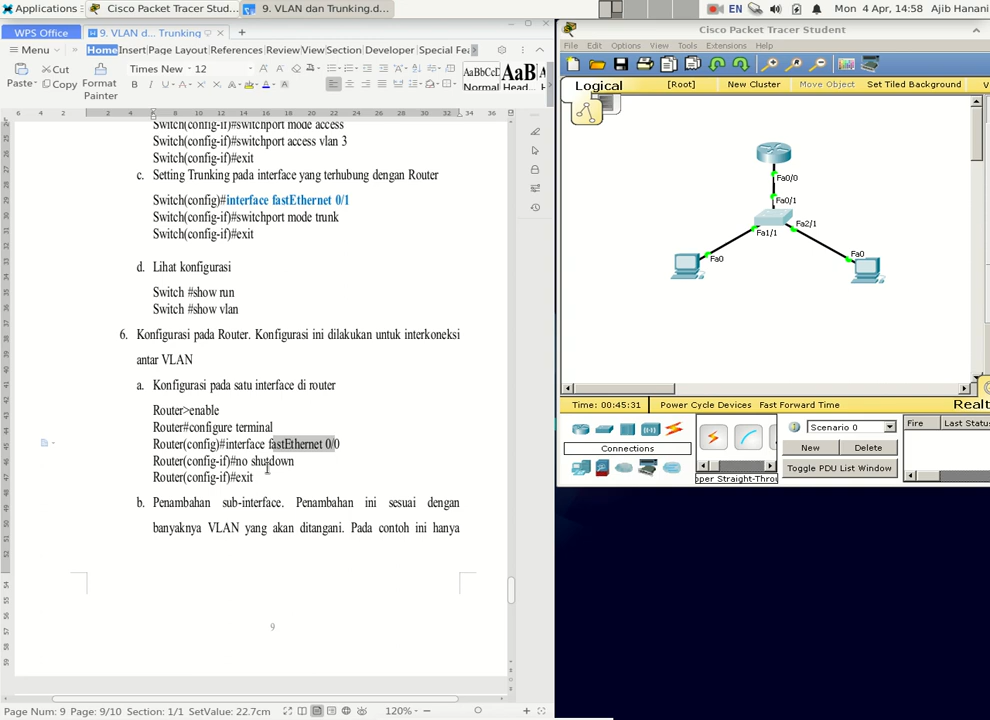 Applications
Cisco Packet Tracer Stud...
9. VLAN dan Trunking.d...
EN
Mon 4 Apr, 14:58
Ajib Hanani
WPS Office
9. VLAN d... Trunking
Menu
Home
Insert
Page Layout
References
Review
View
Section
Developer
Special Fea
Paste
Cut
Copy
Format
Painter
Times New
12
AaBbCcD
Normal
AaB
Head...
Switch(config-if)#switchport mode access
Switch(config-if)#switchport access vlan 3
Switch(config-if)#exit
c. Setting Trunking pada interface yang terhubung dengan Router
Switch(config)#interface fastEthernet 0/1
Switch(config-if)#switchport mode trunk
Switch(config-if)#exit
d. Lihat konfigurasi
Switch #show run
Switch #show vlan
6. Konfigurasi pada Router. Konfigurasi ini dilakukan untuk interkoneksi
antar VLAN
a. Konfigurasi pada satu interface di router
Router>enable
Router#configure terminal
Router(config)#interface fastEthernet 0/0
Router(config-if)#no shutdown
Router(config-if)#exit
b. Penambahan sub-interface. Penambahan ini sesuai dengan
banyaknya VLAN yang akan ditangani. Pada contoh ini hanya
9
Page Num: 9
Page: 9/10
Section: 1/1
SetValue: 22.7cm
120%
Cisco Packet Tracer Student
File
Edit
Options
View
Tools
Extensions
Help
Logical
[Root]
New Cluster
Move Object
Set Tiled Background
V
Fa0/0
Fa0/1
Fa1/1
Fa2/1
Fa0
Fa0
Time: 00:45:31
Power Cycle Devices
Fast Forward Time
Realt
Connections
Scenario 0
New
Delete
Toggle PDU List Window
Fire
Last Status
pper Straight-Throu